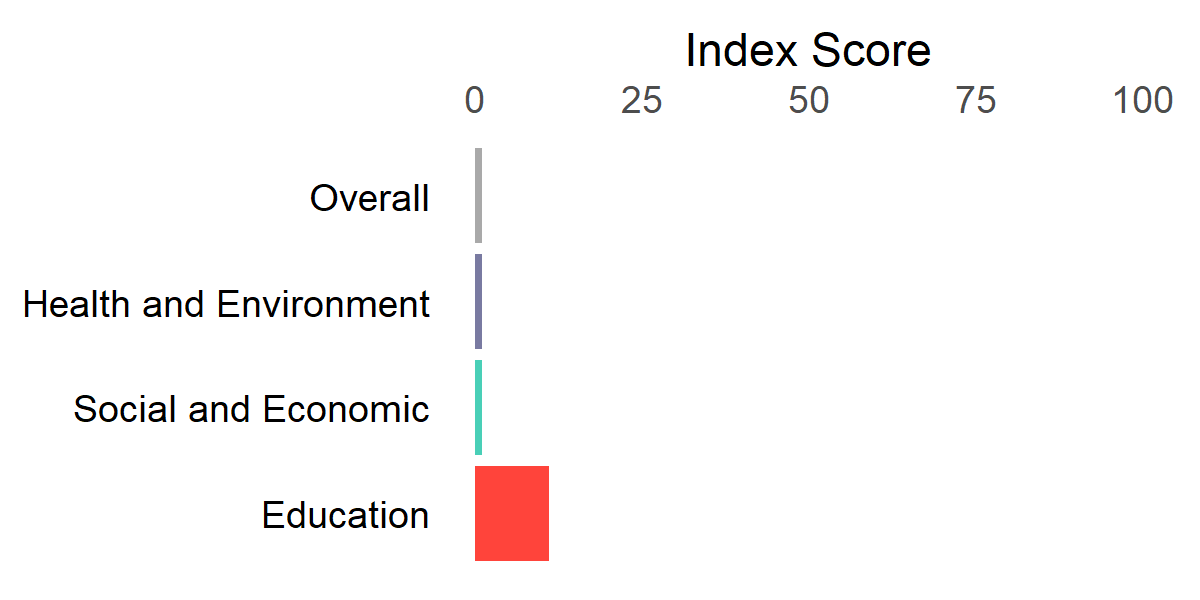 Index Score
0 25 50 75 100
Overall
Health and Environment
Social and Economic
Education